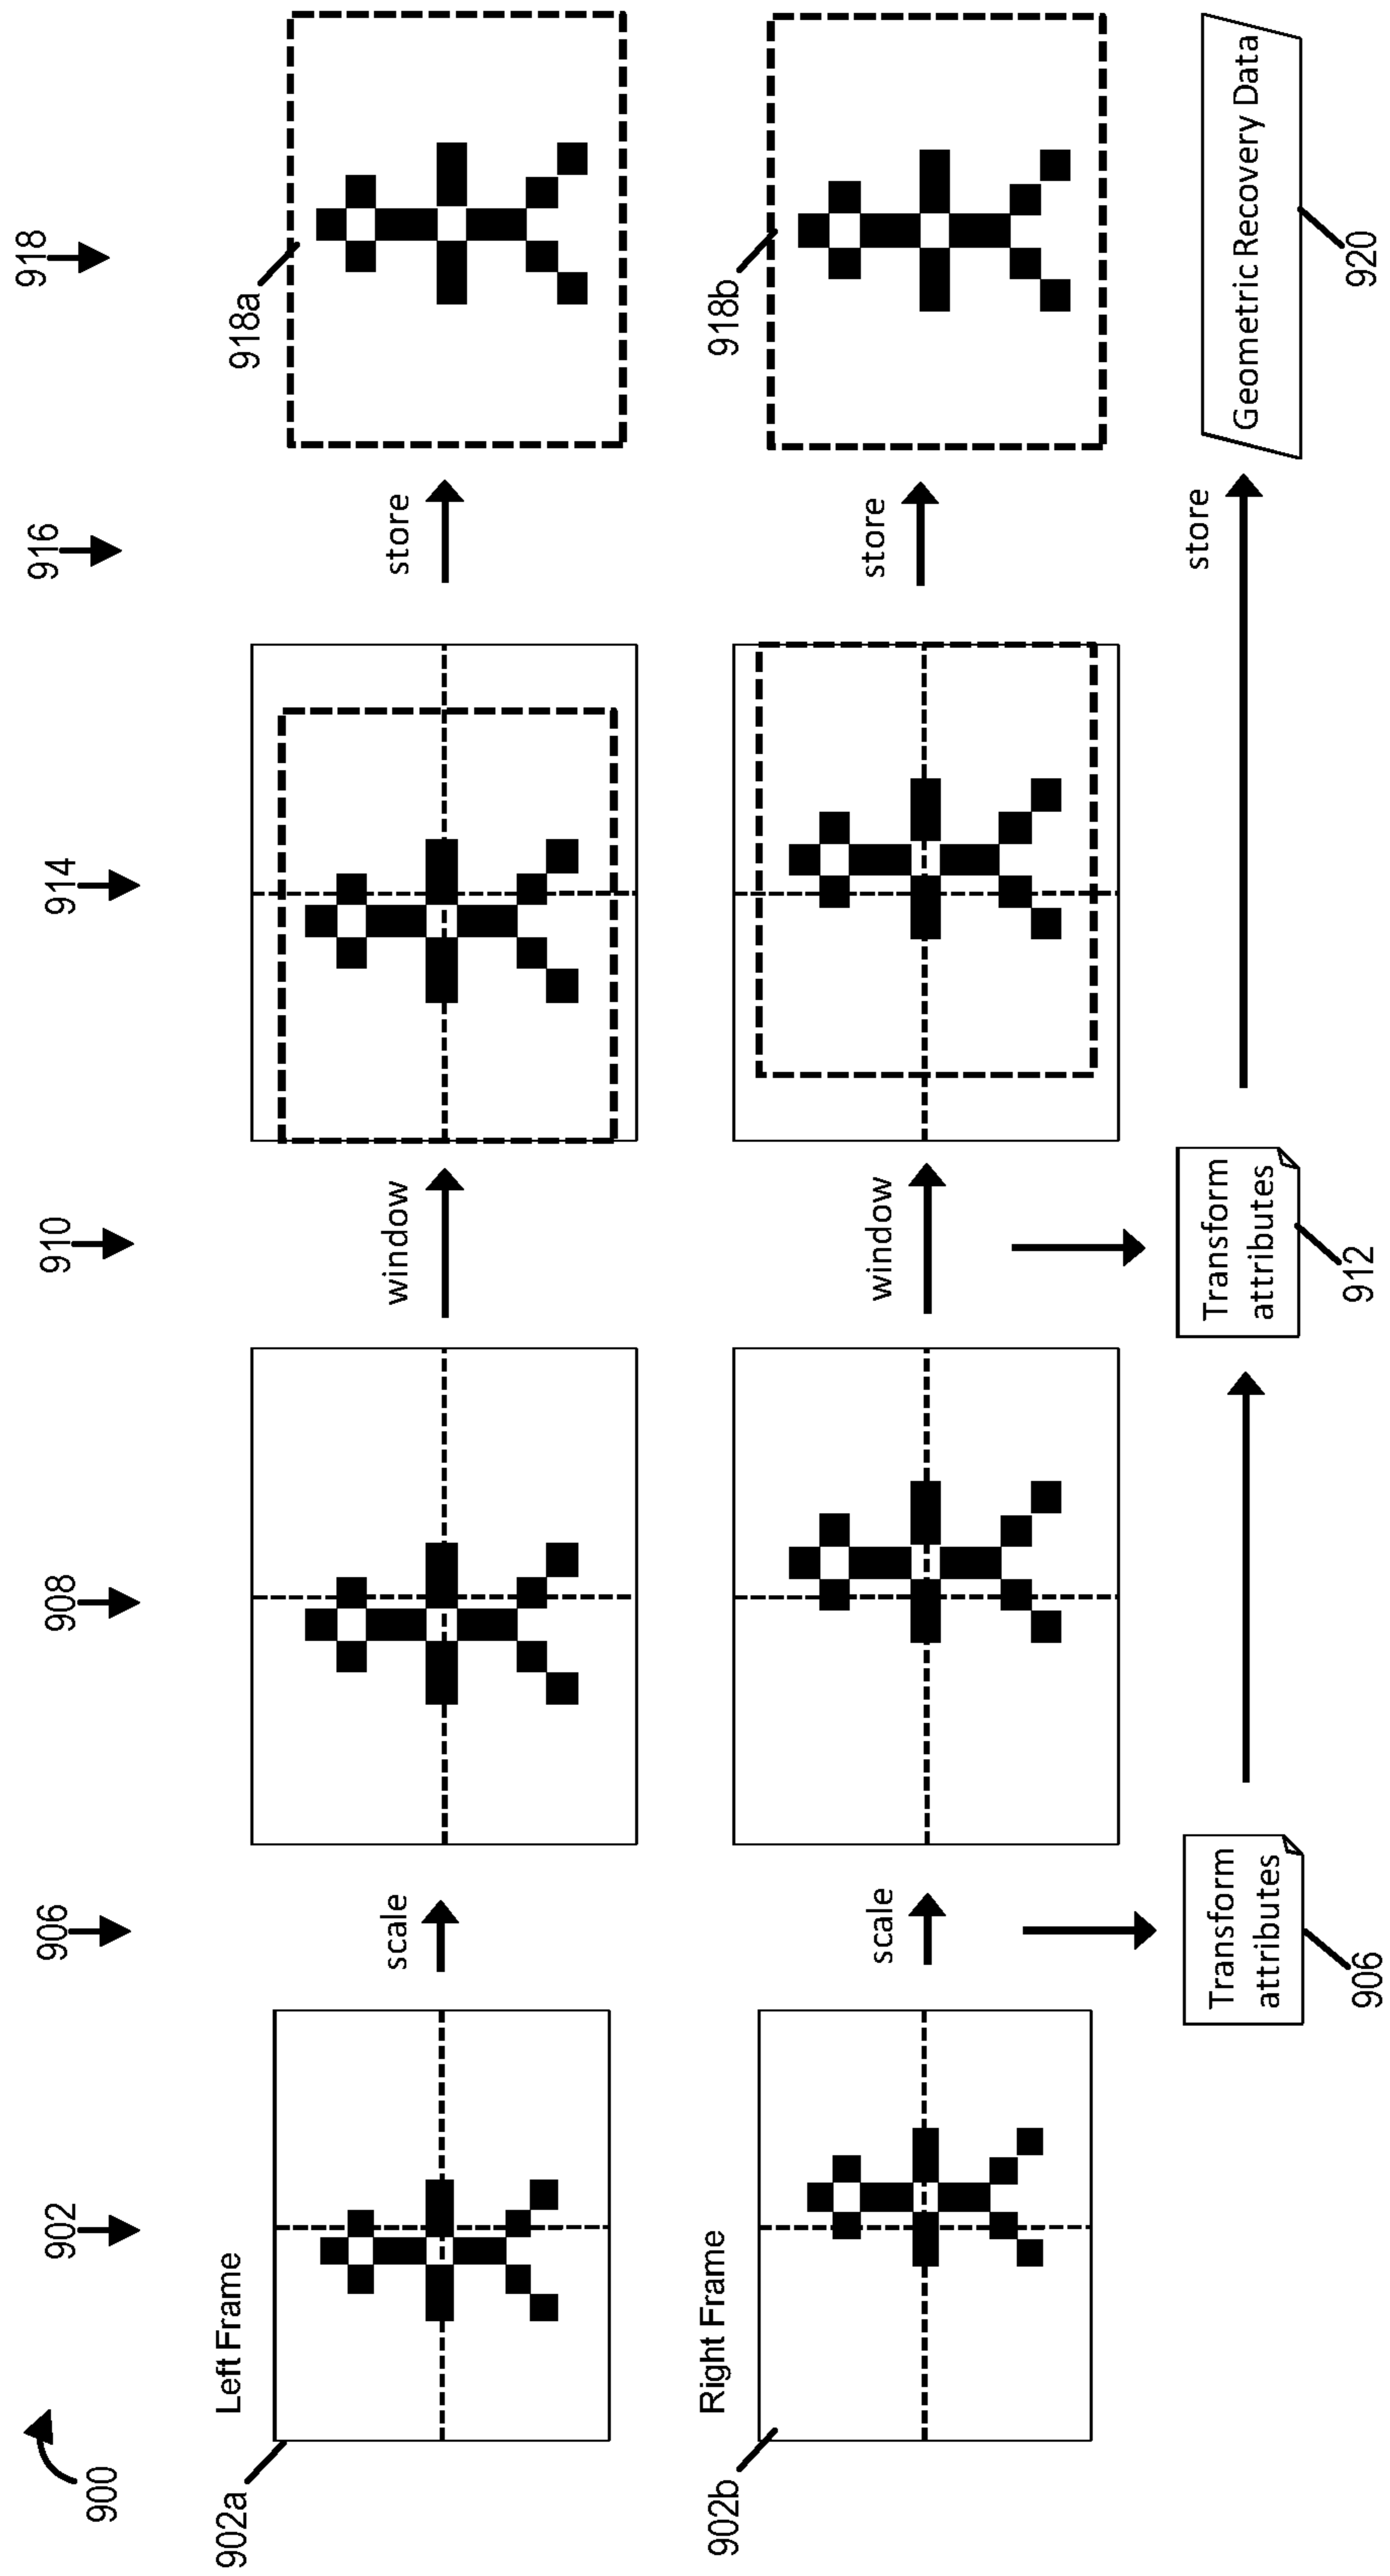 900
902
906
908
910
914
916
918
Left Frame
902a
scale
window
store
918a
Right Frame
902b
scale
window
store
918b
Transform
attributes
906
Transform
attributes
912
store
Geometric Recovery Data
920